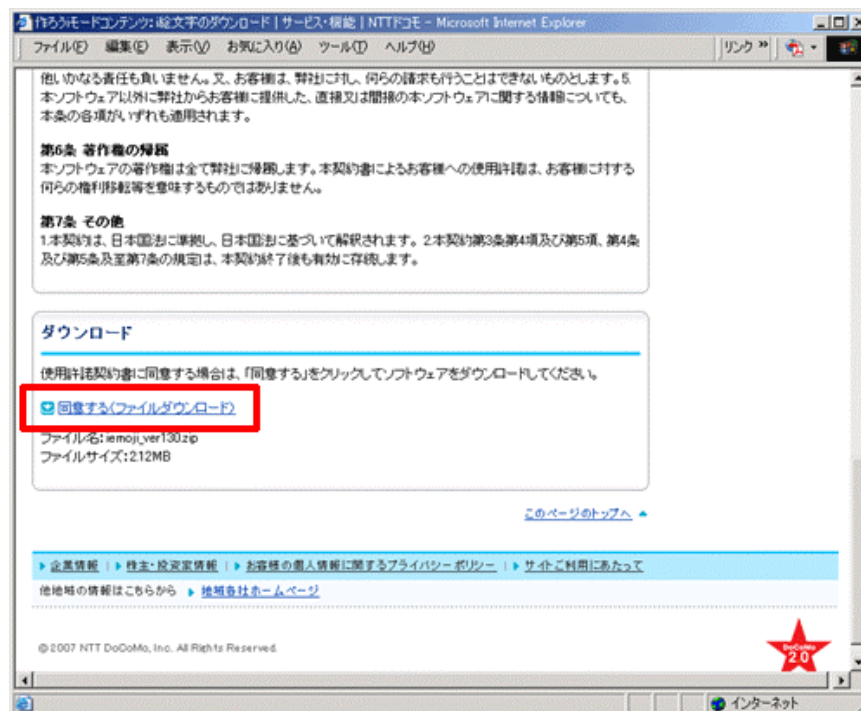 作ろうiモードコンテンツ: i絵文字のダウンロード | サービス・機能 | NTTドコモ - Microsoft Internet Explorer
ファイル(F) 編集(E) 表示(V) お気に入り(A) ツール(T) ヘルプ(H) リンク »
他いかなる責任も負いません。又、お客様は、弊社に対し、何らの請求も行うことはできないものとします。5.
本ソフトウェア以外に弊社からお客様に提供した、直接又は間接の本ソフトウェアに関する情報についても、
本条の各項がいずれも適用されます。
第6条 著作権の帰属
本ソフトウェアの著作権は全て弊社に帰属します。本契約書によるお客様への使用許諾は、お客様に対する
何らの権利移転等を意味するものではありません。
第7条 その他
1.本契約は、日本国法に準拠し、日本国法に基づいて解釈されます。2.本契約第3条第4項及び第5項、第4条
及び第5条及至第7条の規定は、本契約終了後も有効に存続します。
ダウンロード
使用許諾契約書に同意する場合は、「同意する」をクリックしてソフトウェアをダウンロードしてください。
同意する(ファイルダウンロード)
ファイル名: iemoji_ver130.zip
ファイルサイズ: 2.12MB
このページのトップへ
企業情報 | 株主・投資家情報 | お客様の個人情報に関するプライバシーポリシー | サイトご利用にあたって
他地域の情報はこちらから 地域各社ホームページ
© 2007 NTT DoCoMo, Inc. All Rights Reserved.
DoCoMo
2.0
インターネット